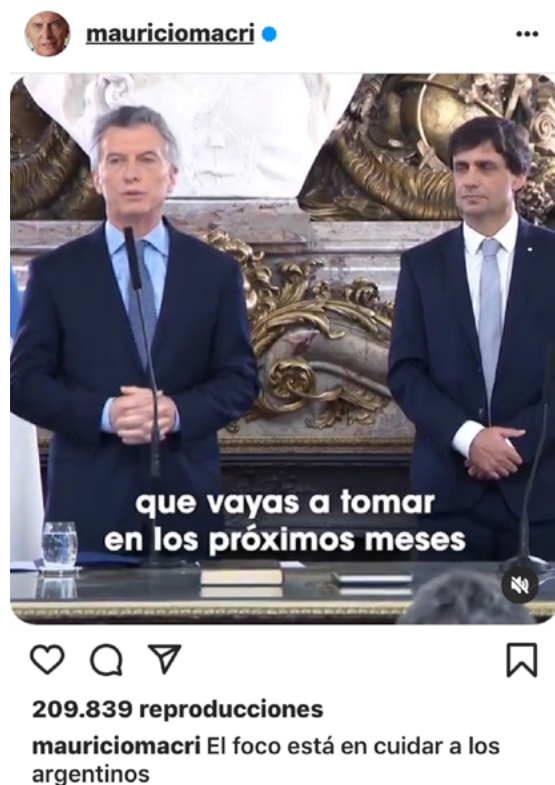 mauriciomacri
que vayas a tomar
en los próximos meses
209.839 reproducciones
mauriciomacri El foco está en cuidar a los
argentinos